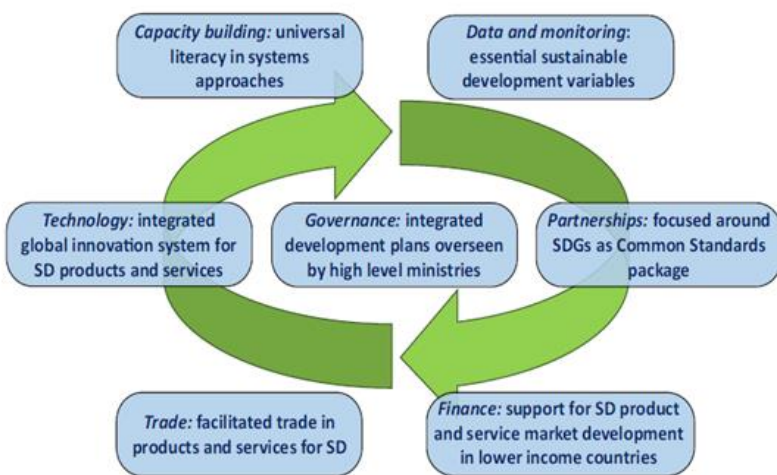 Capacity building: universal
literacy in systems
approaches
Data and monitoring:
essential sustainable
development variables
Technology: integrated
global innovation system for
SD products and services
Governance: integrated
development plans overseen
by high level ministries
Partnerships: focused around
SDGs as Common Standards
package
Trade: facilitated trade in
products and services for SD
Finance: support for SD product
and service market development
in lower income countries